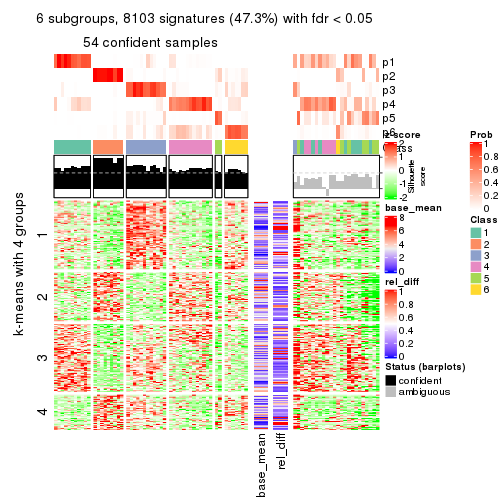 6 subgroups, 8103 signatures (47.3%) with fdr < 0.05
54 confident samples
p1
p2
p3
p4
p5
p6
Class
z-score
2
-2
Silhouette
score
Prob
1
0.8
0.6
0.4
0.2
0
base_mean
8
6
4
2
0
Class
1
2
3
4
5
6
rel_diff
1
0.8
0.6
0.4
0.2
0
Status (barplots)
confident
ambiguous
k-means with 4 groups
1
2
3
4
base_mean
rel_diff